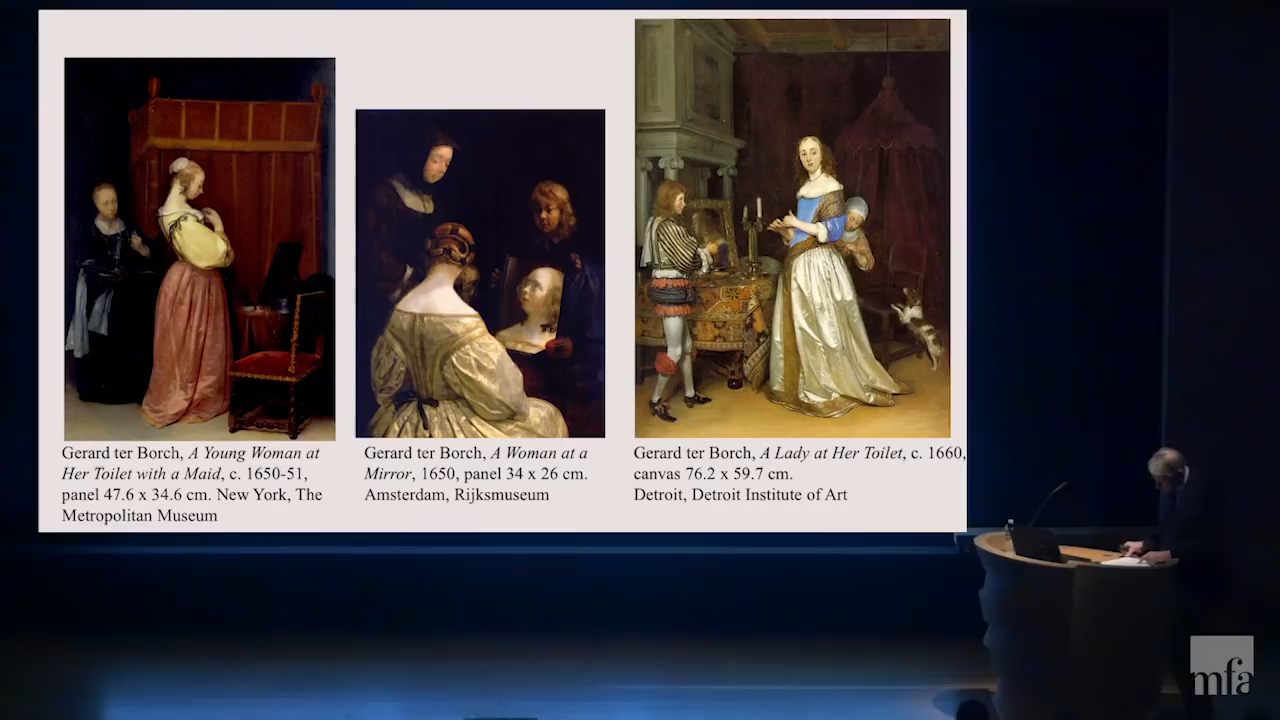 Gerard ter Borch, A Young Woman at
Her Toilet with a Maid, c. 1650-51,
panel 47.6 x 34.6 cm. New York, The
Metropolitan Museum
Gerard ter Borch, A Woman at a
Mirror, 1650, panel 34 x 26 cm.
Amsterdam, Rijksmuseum
Gerard ter Borch, A Lady at Her Toilet, c. 1660,
canvas 76.2 x 59.7 cm.
Detroit, Detroit Institute of Art
mfa